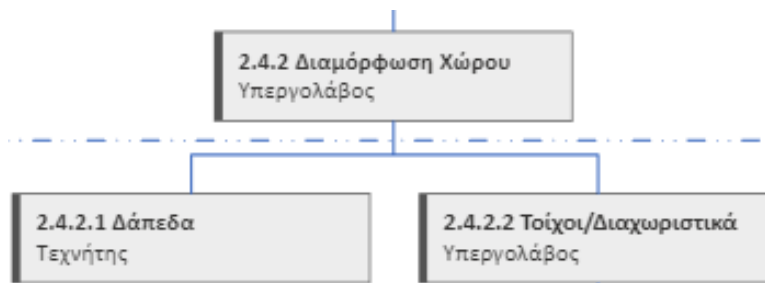 2.4.2 Διαμόρφωση Χώρου
Υπεργολάβος
2.4.2.1 Δάπεδα
Τεχνήτης
2.4.2.2 Τοίχοι/Διαχωριστικά
Υπεργολάβος